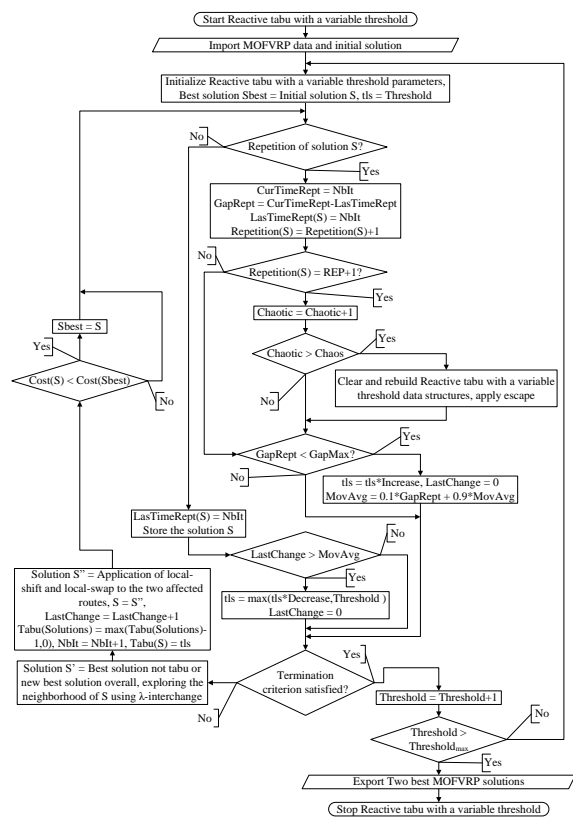 Start Reactive tabu with a variable threshold
Import MOFVRP data and initial solution
Initialize Reactive tabu with a variable threshold parameters,
Best solution Sbest = Initial solution S, tls = Threshold
No
Repetition of solution S?
Yes
CurTimeRept = NbIt
GapRept = CurTimeRept-LasTimeRept
LasTimeRept(S) = NbIt
Repetition(S) = Repetition(S)+1
No
Repetition(S) = REP+1?
Yes
Chaotic = Chaotic+1
Sbest = S
Yes
Yes
Chaotic > Chaos
Cost(S) < Cost(Sbest)
No
Clear and rebuild Reactive tabu with a variable
threshold data structures, apply escape
No
Yes
GapRept < GapMax?
No
tls = tls*Increase, LastChange = 0
MovAvg = 0.1*GapRept + 0.9*MovAvg
LasTimeRept(S) = NbIt
Store the solution S
No
LastChange > MovAvg
Yes
Solution S'' = Application of local-
shift and local-swap to the two affected
routes, S = S'',
LastChange = LastChange+1
Tabu(Solutions) = max(Tabu(Solutions)-
1,0), NbIt = NbIt+1, Tabu(S) = tls
tls = max(tls*Decrease,Threshold )
LastChange = 0
Yes
Solution S' = Best solution not tabu or
new best solution overall, exploring the
neighborhood of S using λ-interchange
Termination
criterion satisfied?
No
Threshold = Threshold+1
No
Threshold >
Thresholdmax
Yes
Export Two best MOFVRP solutions
Stop Reactive tabu with a variable threshold